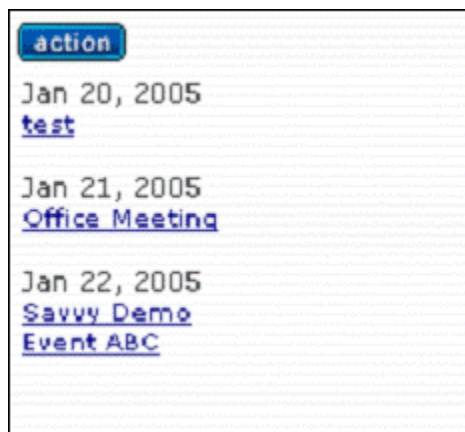 action
Jan 20, 2005
test
Jan 21, 2005
Office Meeting
Jan 22, 2005
Savvy Demo
Event ABC